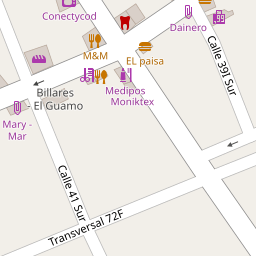 Conectycod
Dainero
M&M
EL paisa
Calle 39I Sur
Medipos
Moniktex
Billares
El Guamo
Mary -
Mar
Calle 41 Sur
Transversal 72F